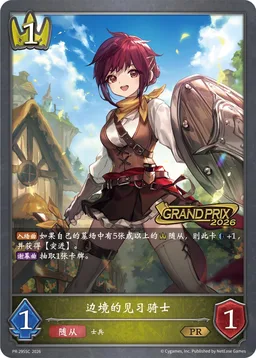 1
GRAND PRIX
2026
入场曲 如果自己的墓场中有5张或以上的随从，则此卡+1，
并获得【突进】。
谢幕曲 抽取1张卡牌。
边境的见习骑士
1
随从
士兵
PR
1
© Cygames, Inc. Published by NetEase Games